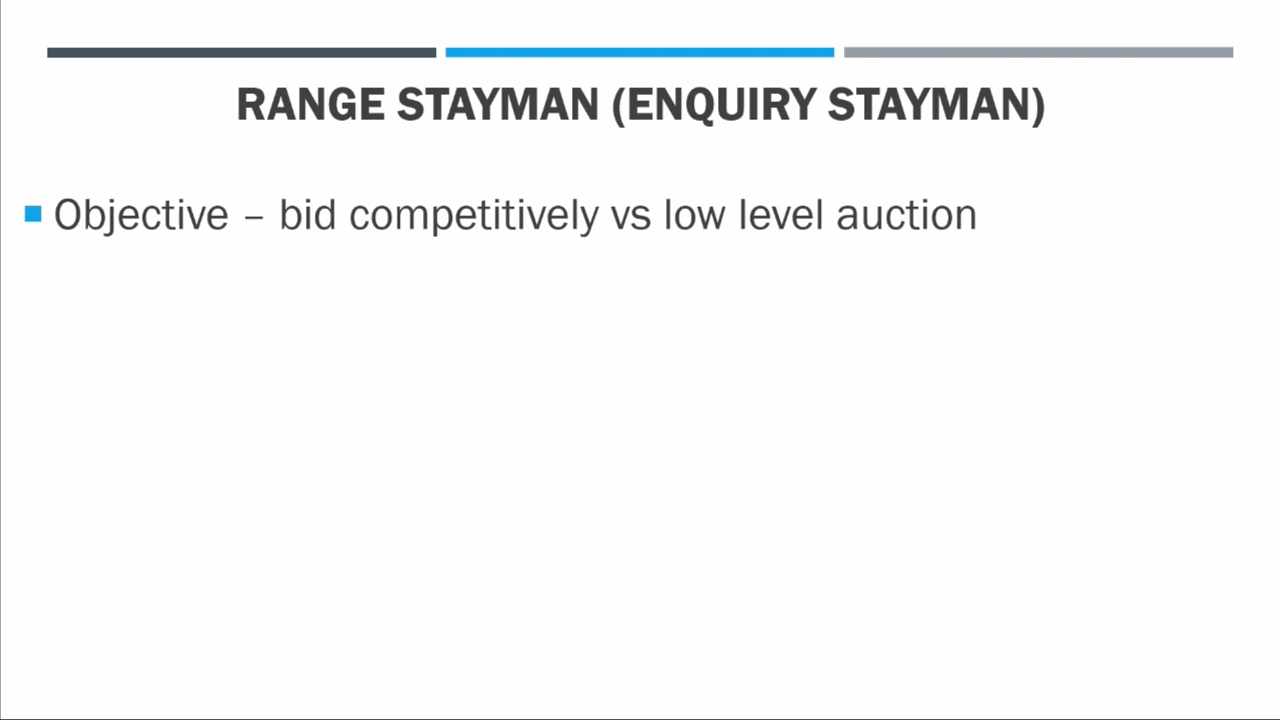 RANGE STAYMAN (ENQUIRY STAYMAN)
Objective – bid competitively vs low level auction